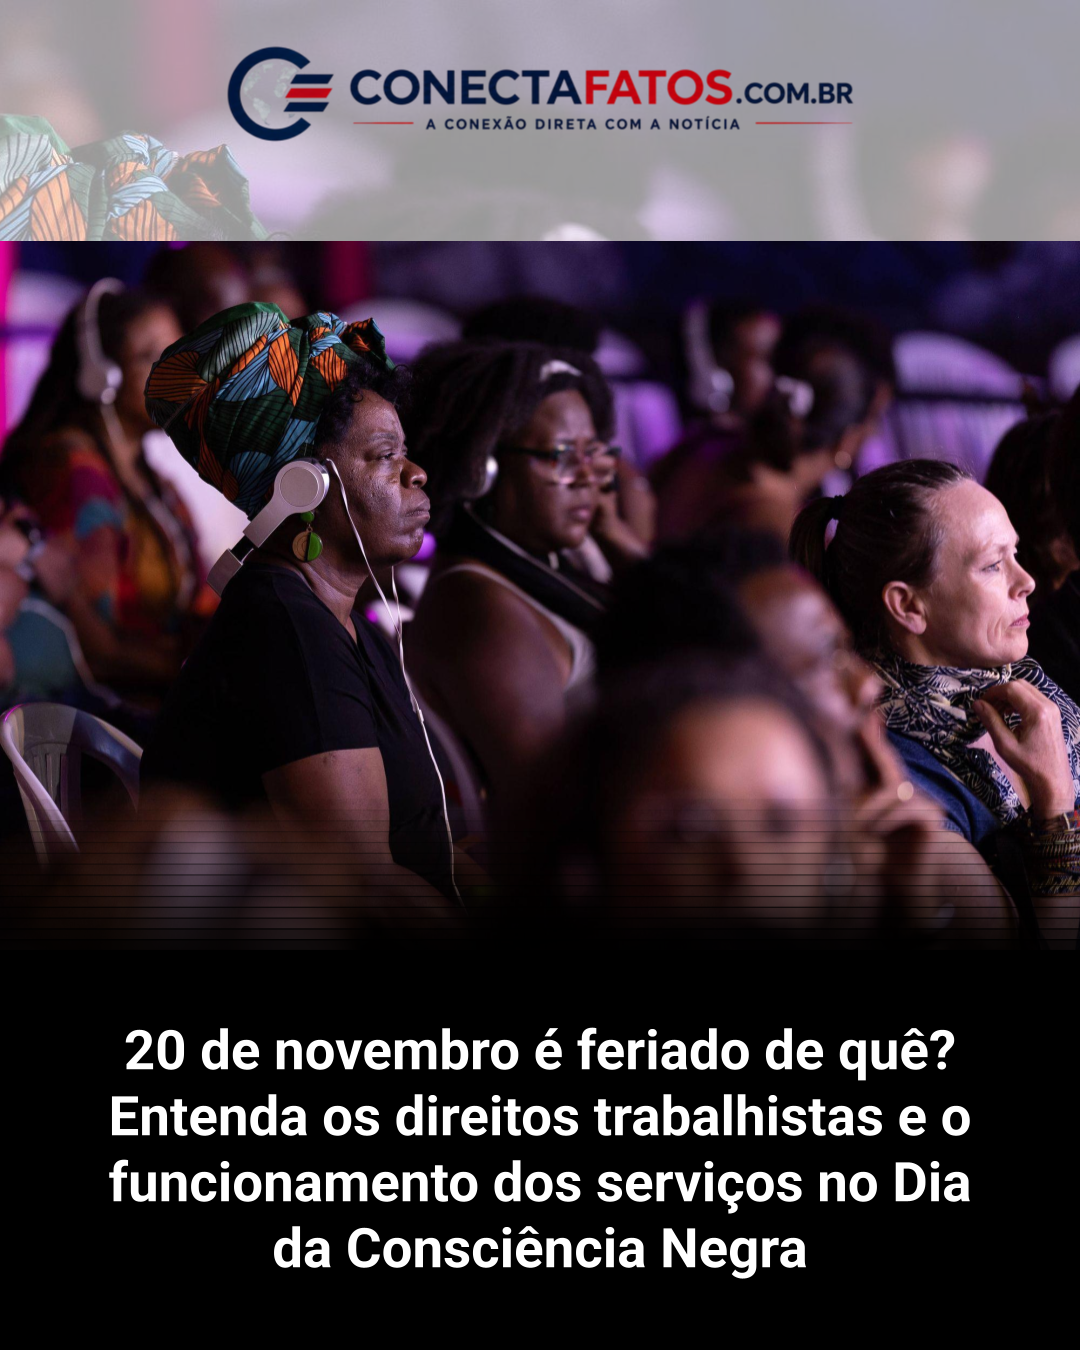 CONECTAFATOS.COM.BR
A CONEXÃO DIRETA COM A NOTÍCIA
20 de novembro é feriado de quê?
Entenda os direitos trabalhistas e o
funcionamento dos serviços no Dia
da Consciência Negra